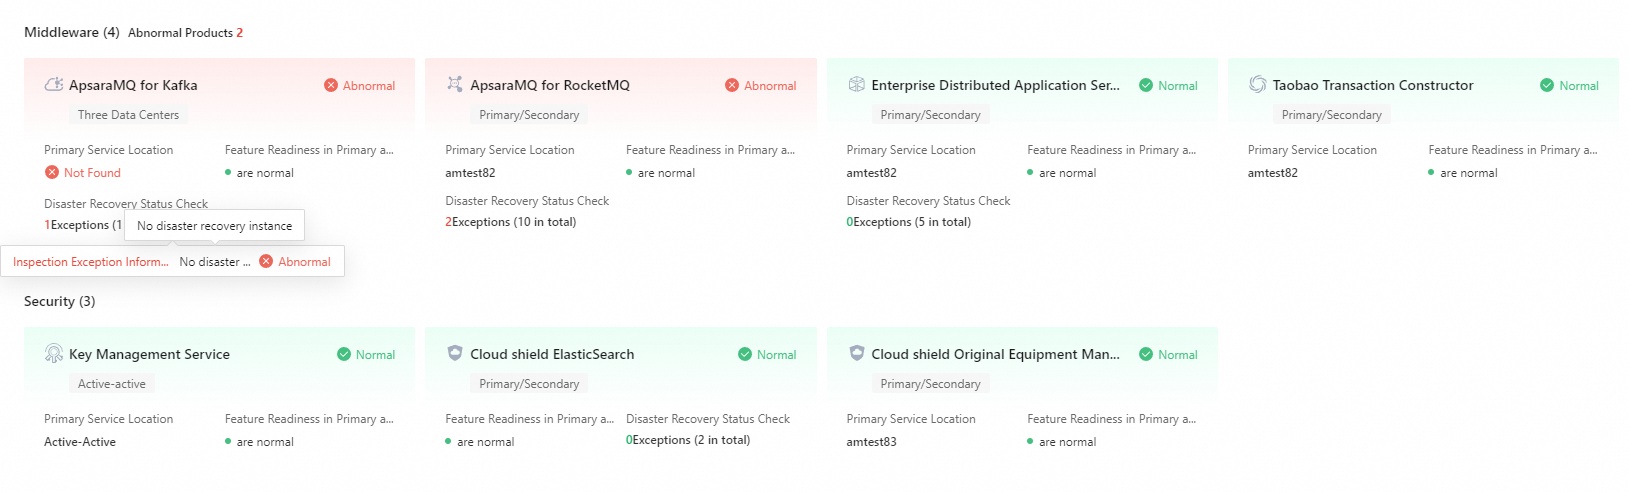 Middleware (4) Abnormal Products 2
ApsaraMQ for Kafka Abnormal
Three Data Centers
Primary Service Location Feature Readiness in Primary a...
Not Found are normal
Disaster Recovery Status Check
1Exceptions (1
No disaster recovery instance
Inspection Exception Inform... No disaster ... Abnormal
ApsaraMQ for RocketMQ Abnormal
Primary/Secondary
Primary Service Location Feature Readiness in Primary a...
amtest82 are normal
Disaster Recovery Status Check
2Exceptions (10 in total)
Enterprise Distributed Application Ser... Normal
Primary/Secondary
Primary Service Location Feature Readiness in Primary a...
amtest82 are normal
Disaster Recovery Status Check
0Exceptions (5 in total)
Taobao Transaction Constructor Normal
Primary/Secondary
Primary Service Location Feature Readiness in Primary a...
amtest82 are normal
Security (3)
Key Management Service Normal
Active-active
Primary Service Location Feature Readiness in Primary a...
Active-Active are normal
Cloud shield ElasticSearch Normal
Primary/Secondary
Feature Readiness in Primary a... Disaster Recovery Status Check
are normal 0Exceptions (2 in total)
Cloud shield Original Equipment Man... Normal
Primary/Secondary
Primary Service Location Feature Readiness in Primary a...
amtest83 are normal